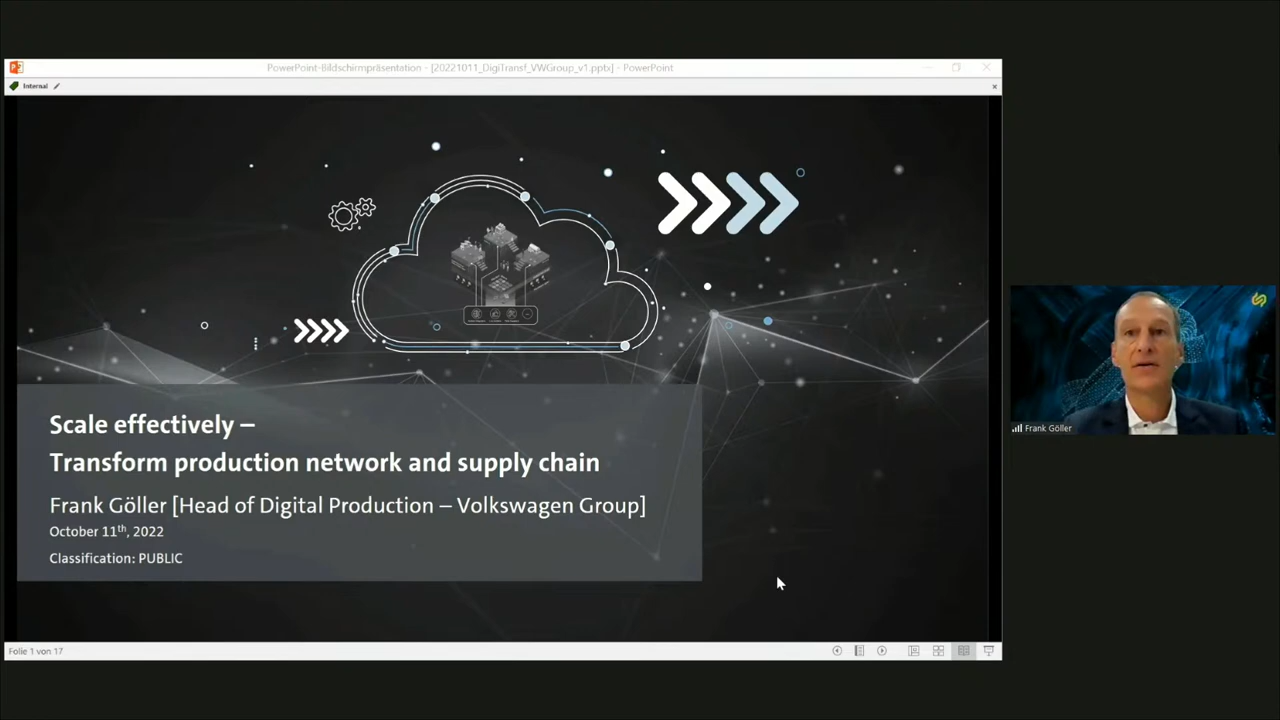 PowerPoint-Bildschirmpräsentation - [20221011_DigiTransf_VWGroup_v1.pptx] - PowerPoint
Internal
Scale effectively –
Transform production network and supply chain
Frank Göller [Head of Digital Production – Volkswagen Group]
October 11th, 2022
Classification: PUBLIC
Frank Göller
Folie 1 von 17